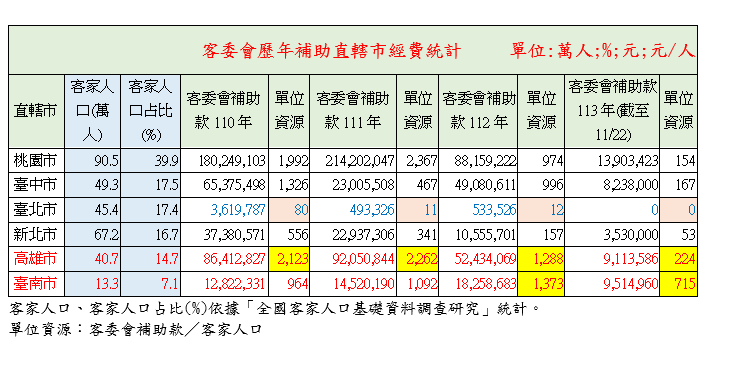 客委會歷年補助直轄市經費統計 單位:萬人;%;元;元/人
直轄市 客家人口(萬人) 客家人口占比(%) 客委會補助款110年 單位資源 客委會補助款111年 單位資源 客委會補助款112年 單位資源 客委會補助款113年(截至11/22) 單位資源
桃園市 90.5 39.9 180,249,103 1,992 214,202,047 2,367 88,159,222 974 13,903,423 154
臺中市 49.3 17.5 65,375,498 1,326 23,005,508 467 49,080,611 996 8,238,000 167
臺北市 45.4 17.4 3,619,787 80 493,326 11 533,526 12 0 0
新北市 67.2 16.7 37,380,571 556 22,937,306 341 10,555,701 157 3,530,000 53
高雄市 40.7 14.7 86,412,827 2,123 92,050,844 2,262 52,434,069 1,288 9,113,586 224
臺南市 13.3 7.1 12,822,331 964 14,520,190 1,092 18,258,683 1,373 9,514,960 715
客家人口、客家人口占比(%)依據「全國客家人口基礎資料調查研究」統計。
單位資源：客委會補助款／客家人口